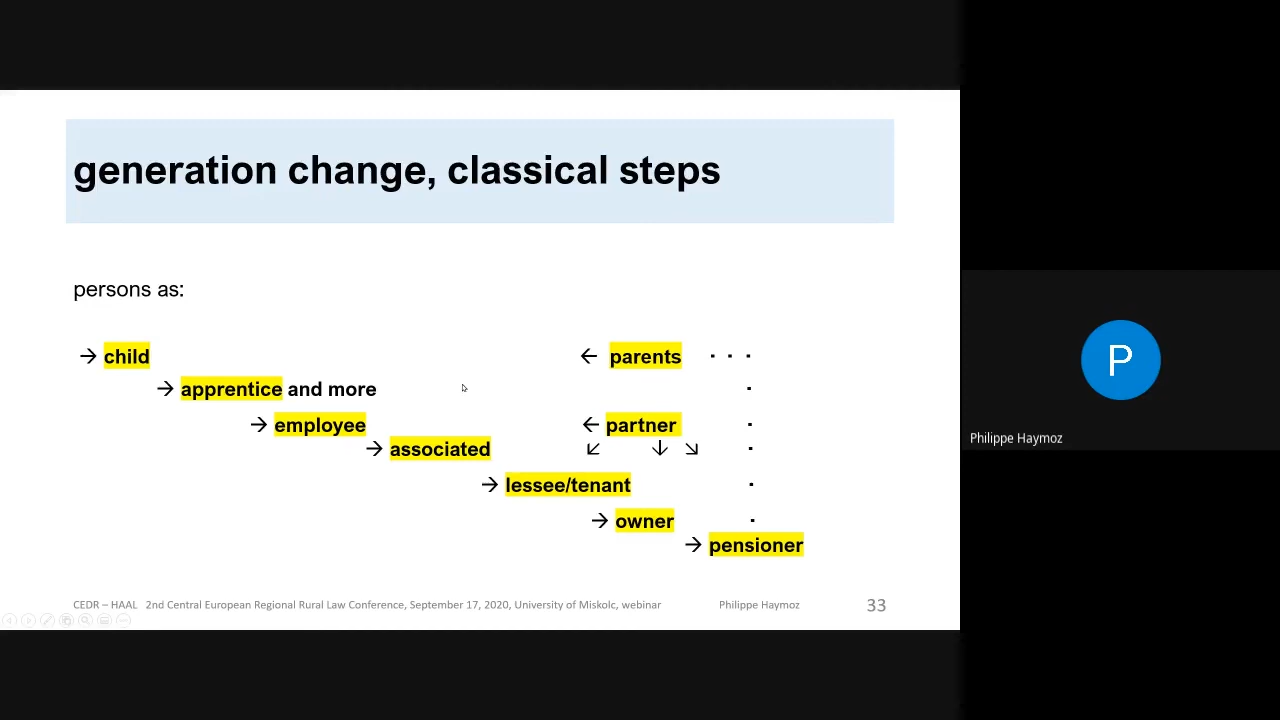 generation change, classical steps
persons as:
→ child ← parents . . .
→ apprentice and more .
→ employee ← partner .
→ associated ↙ ↓ ↘ .
→ lessee/tenant .
→ owner .
→ pensioner
CEDR – HAAL 2nd Central European Regional Rural Law Conference, September 17, 2020, University of Miskolc, webinar Philippe Haymoz 33
P
Philippe Haymoz